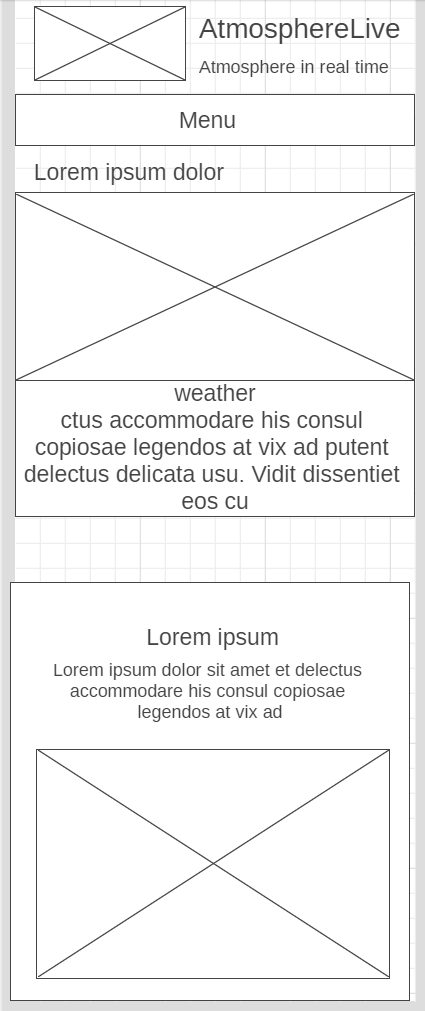 AtmosphereLive
Atmosphere in real time
Menu
Lorem ipsum dolor
weather
ctus accommodare his consul
copiosae legendos at vix ad putent
delectus delicata usu. Vidit dissentiet
eos cu
Lorem ipsum
Lorem ipsum dolor sit amet et delectus
accommodare his consul copiosae
legendos at vix ad